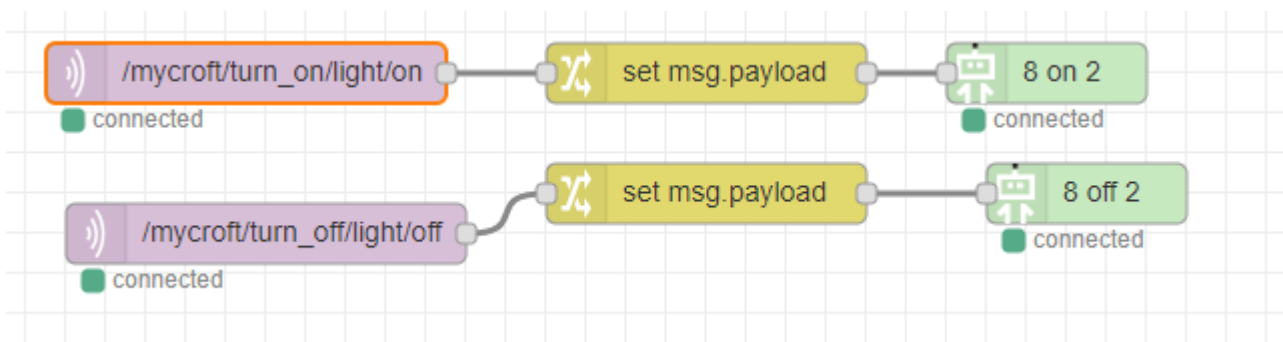 /mycroft/turn_on/light/on
set msg.payload
8 on 2
connected
connected
/mycroft/turn_off/light/off
set msg.payload
8 off 2
connected
connected